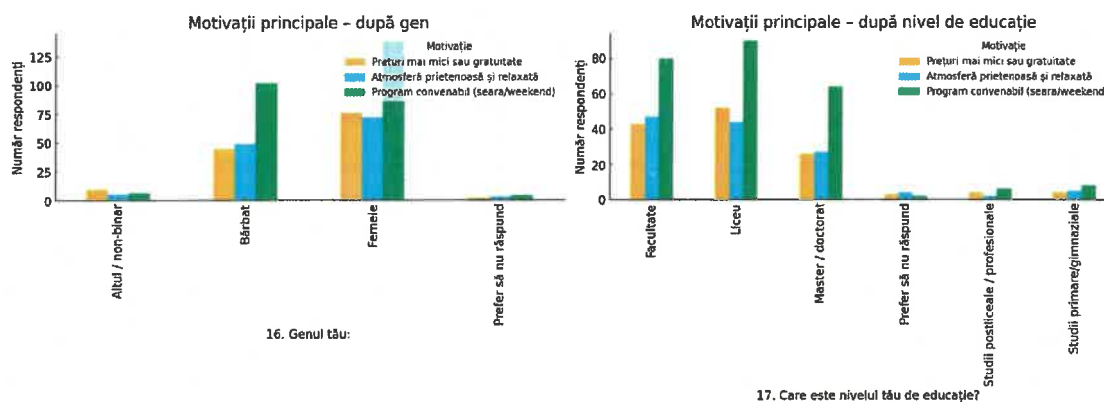 Motivații principale – după gen
Număr respondenți
125
100
75
50
25
0
Motivație
Prețuri mai mici sau gratuitate
Atmosferă prietenoasă și relaxată
Program convenabil (seara/weekend)
Altul / non-binar
Bărbat
Femeie
Prefer să nu răspund
16. Genul tău:
Motivații principale – după nivel de educație
Număr respondenți
80
60
40
20
0
Motivație
Prețuri mai mici sau gratuitate
Atmosferă prietenoasă și relaxată
Program convenabil (seara/weekend)
Facultate
Liceu
Master / doctorat
Prefer să nu răspund
Studii postliceale / profesionale
Studii primare/gimnaziale
17. Care este nivelul tău de educație?